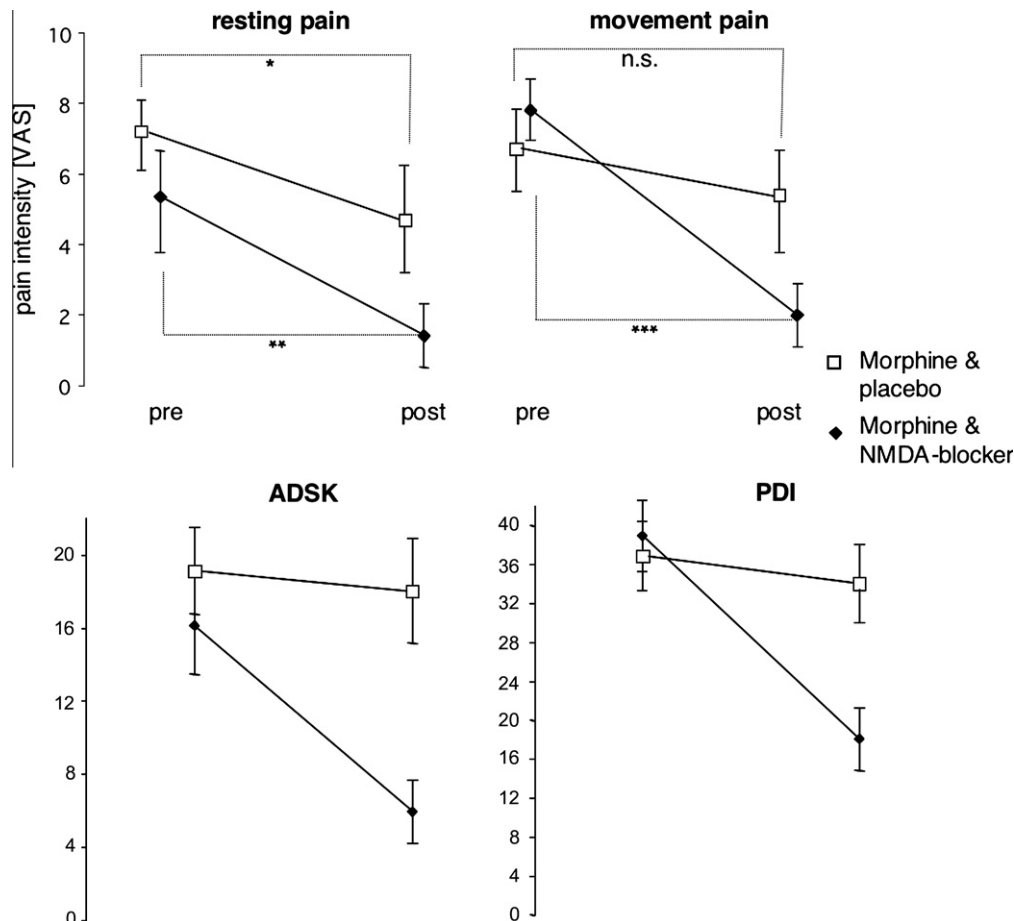 resting pain
movement pain
pain intensity [VAS]
10
8
6
4
2
0
*
**
n.s.
***
pre
post
pre
post
Morphine &
placebo
Morphine &
NMDA-blocker
ADSK
20
16
12
8
4
0
PDI
40
36
32
28
24
20
16
12
8
4
0